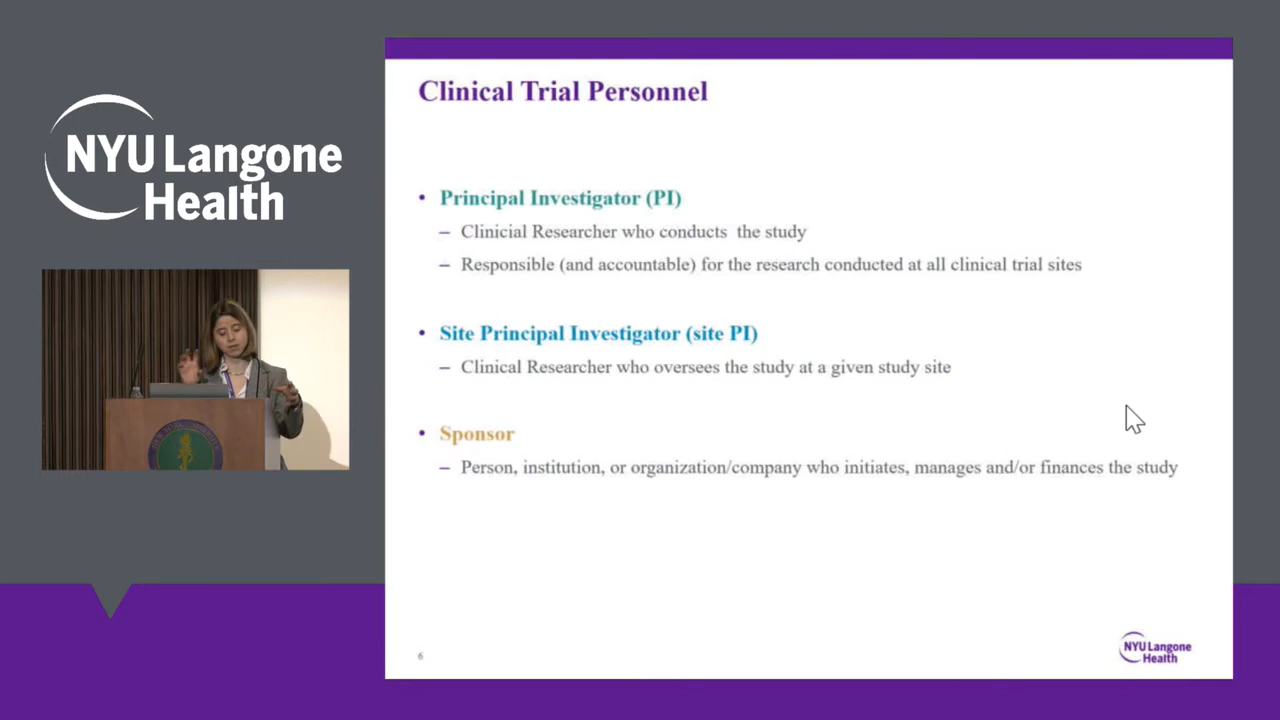 NYU Langone
Health
Clinical Trial Personnel
• Principal Investigator (PI)
– Clinicial Researcher who conducts the study
– Responsible (and accountable) for the research conducted at all clinical trial sites
• Site Principal Investigator (site PI)
– Clinical Researcher who oversees the study at a given study site
• Sponsor
– Person, institution, or organization/company who initiates, manages and/or finances the study
6
NYU Langone
Health